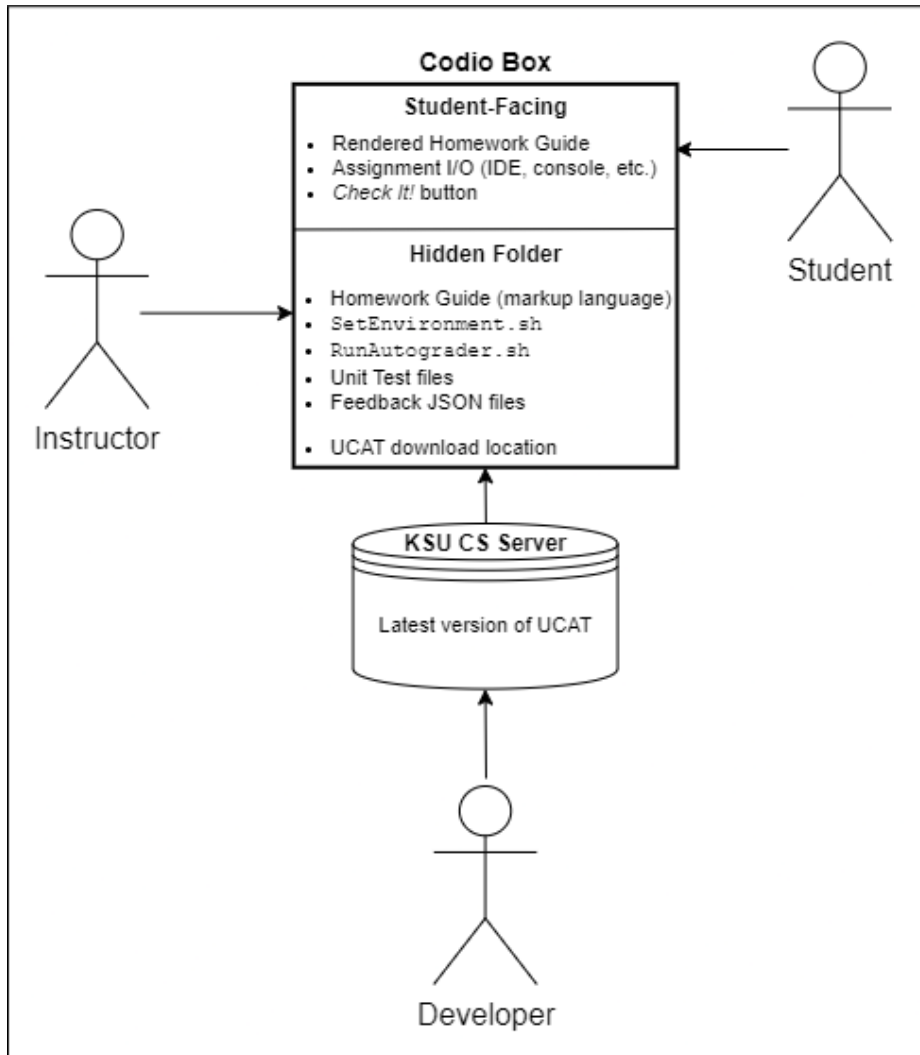 Codio Box
Student-Facing
• Rendered Homework Guide
• Assignment I/O (IDE, console, etc.)
• Check It! button
Student
Hidden Folder
• Homework Guide (markup language)
• SetEnvironment.sh
• RunAutograder.sh
• Unit Test files
• Feedback JSON files
• UCAT download location
Instructor
KSU CS Server
Latest version of UCAT
Developer